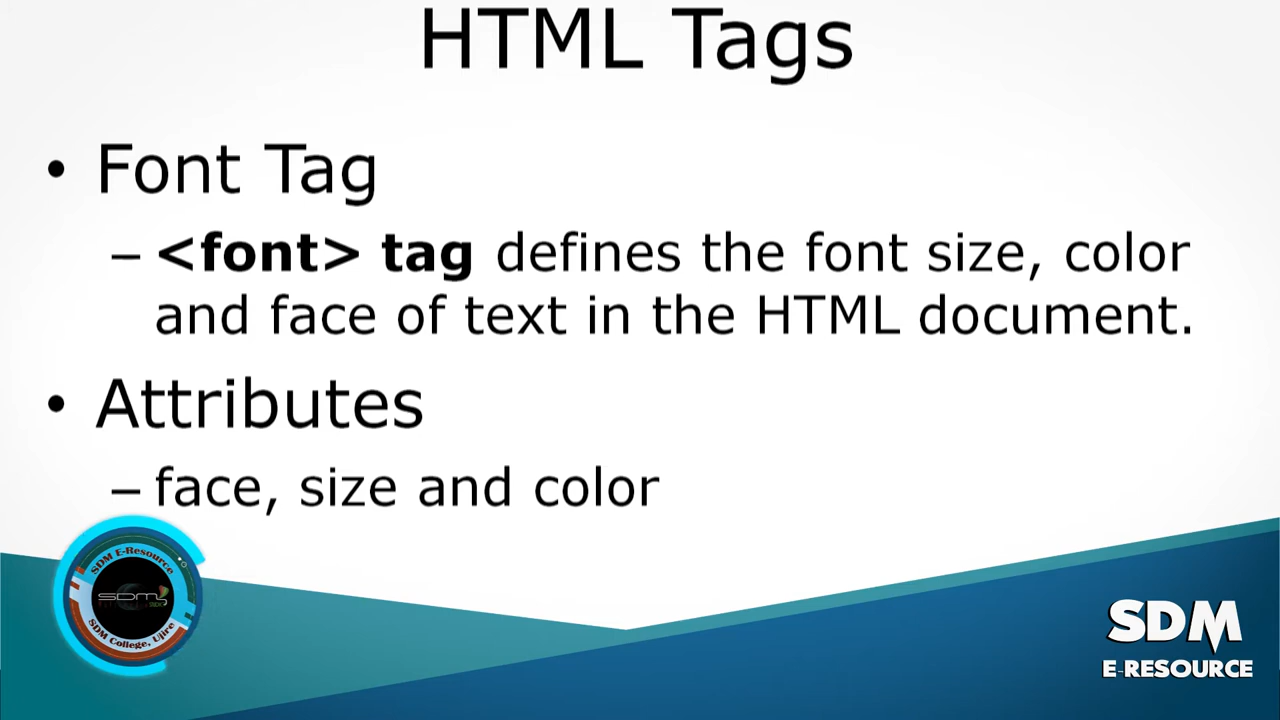 HTML Tags
• Font Tag
– <font> tag defines the font size, color
and face of text in the HTML document.
• Attributes
– face, size and color
SDM E-Resource
SDM
SDM College, Ujire
SDM
E-RESOURCE